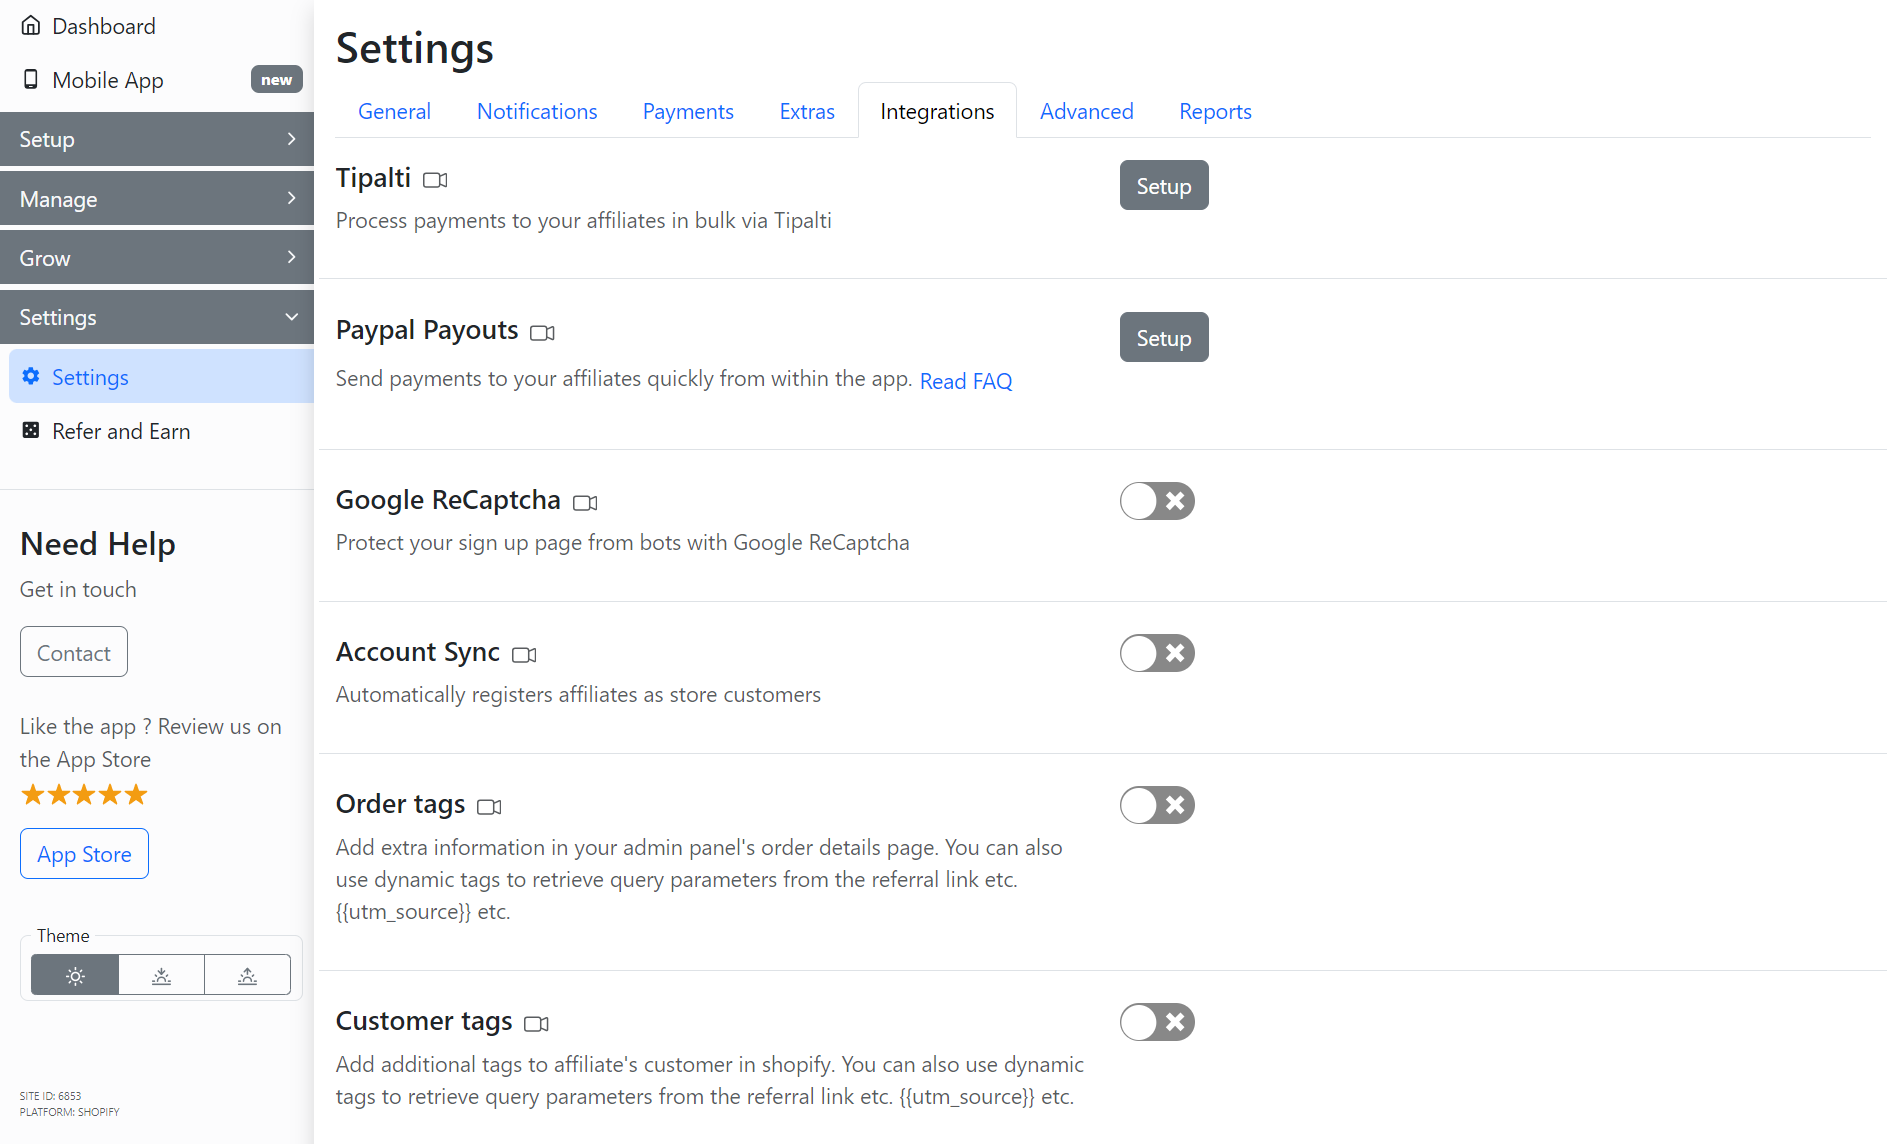 Dashboard
Mobile App new
Setup
Manage
Grow
Settings
Settings
Refer and Earn
Need Help
Get in touch
Contact
Like the app ? Review us on
the App Store
App Store
Theme
SITE ID: 6853
PLATFORM: SHOPIFY
Settings
General Notifications Payments Extras Integrations Advanced Reports
Tipalti
Setup
Process payments to your affiliates in bulk via Tipalti
Paypal Payouts
Setup
Send payments to your affiliates quickly from within the app. Read FAQ
Google ReCaptcha
Protect your sign up page from bots with Google ReCaptcha
Account Sync
Automatically registers affiliates as store customers
Order tags
Add extra information in your admin panel's order details page. You can also
use dynamic tags to retrieve query parameters from the referral link etc.
{{utm_source}} etc.
Customer tags
Add additional tags to affiliate's customer in shopify. You can also use dynamic
tags to retrieve query parameters from the referral link etc. {{utm_source}} etc.